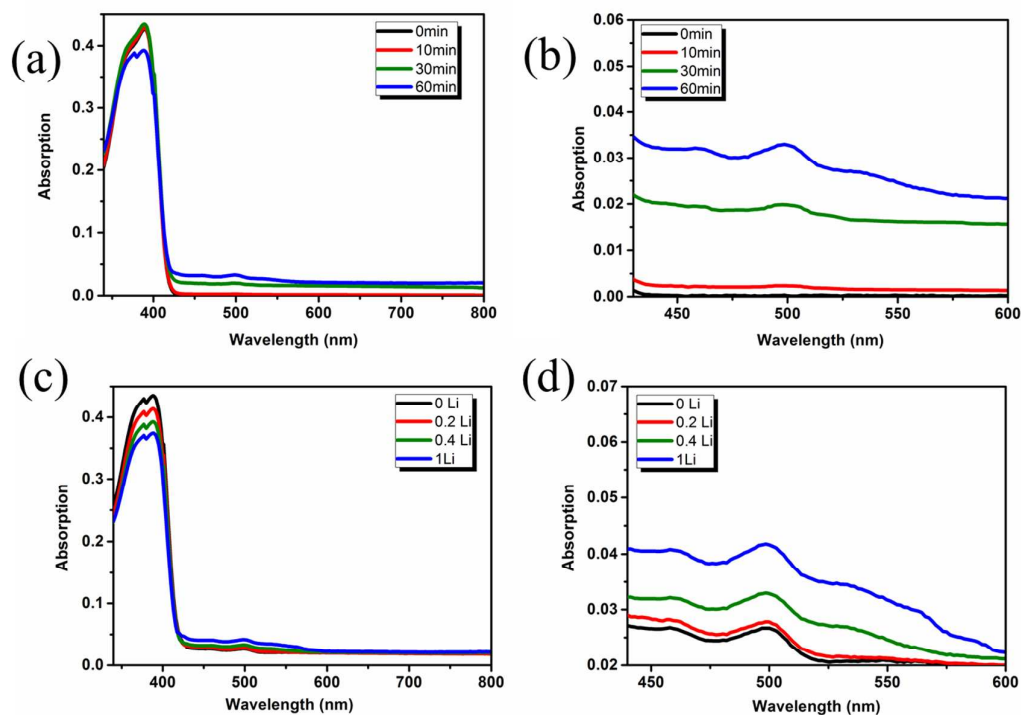 (a)
0min
10min
30min
60min
0.4
0.3
0.2
0.1
0.0
Absorption
400 500 600 700 800
Wavelength (nm)
(b)
0min
10min
30min
60min
0.06
0.05
0.04
0.03
0.02
0.01
0.00
Absorption
450 500 550 600
Wavelength (nm)
(c)
0 Li
0.2 Li
0.4 Li
1Li
0.4
0.3
0.2
0.1
0.0
Absorption
400 500 600 700 800
Wavelength (nm)
(d)
0 Li
0.2 Li
0.4 Li
1Li
0.07
0.06
0.05
0.04
0.03
0.02
Absorption
450 500 550 600
Wavelength (nm)